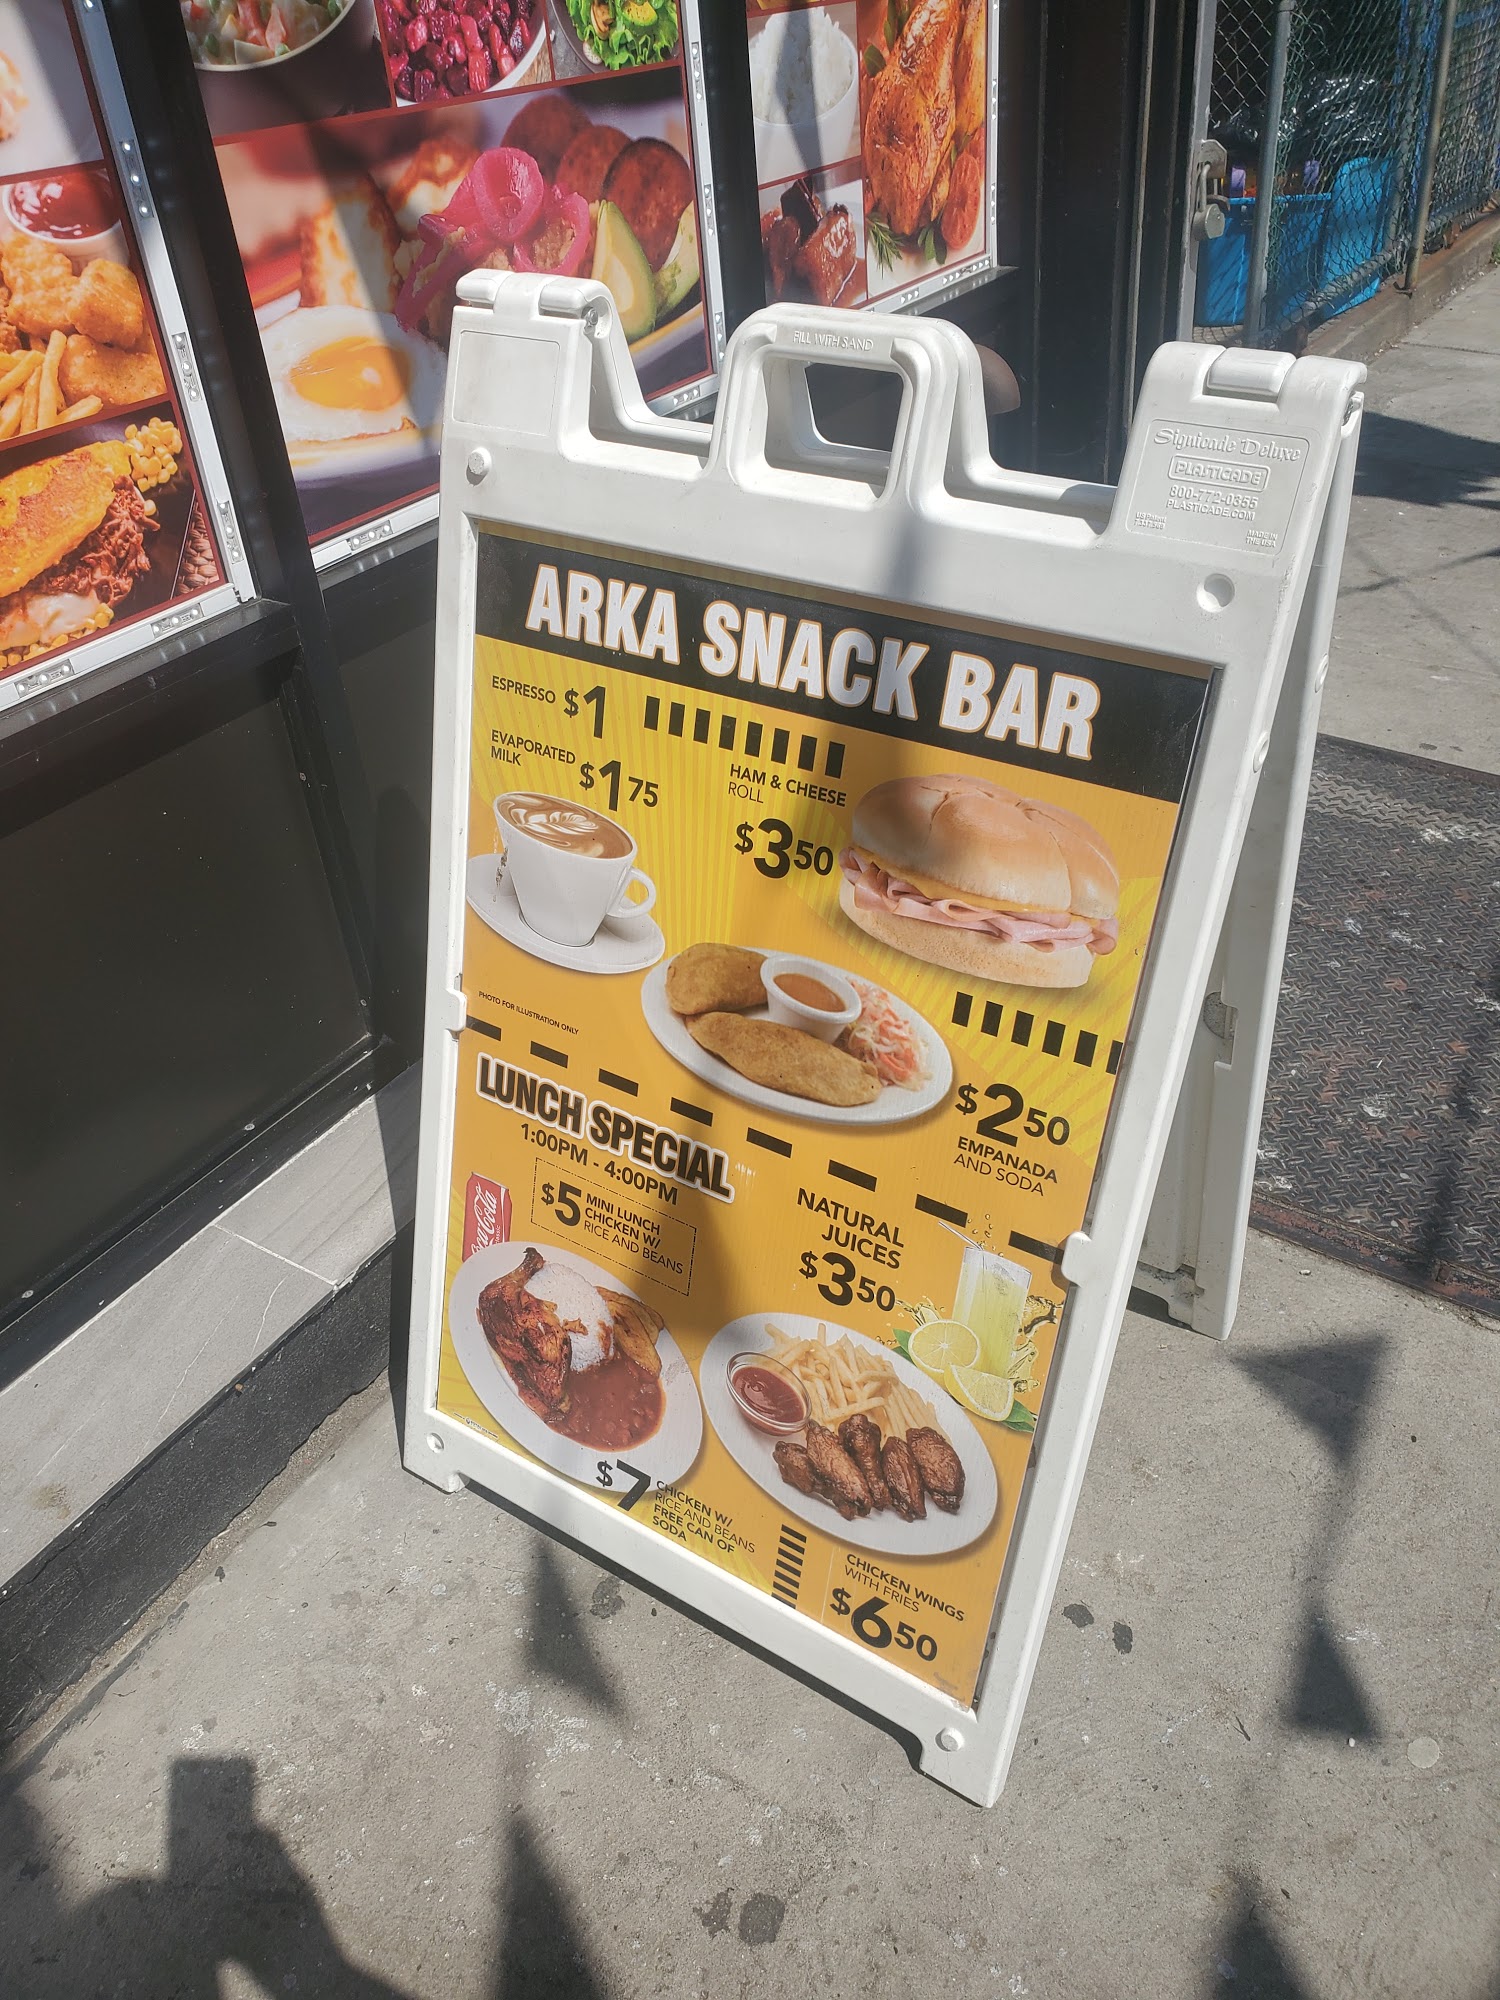 FILL WITH SAND
Signicade Deluxe
PLASTICADE
800-772-0355
PLASTICADE.COM
MADE IN
THE USA
ARKA SNACK BAR
ESPRESSO $1
EVAPORATED
MILK $1 75
HAM & CHEESE
ROLL
$3 50
PHOTO FOR ILLUSTRATION ONLY
$2 50
EMPANADA
AND SODA
LUNCH SPECIAL
1:00PM - 4:00PM
$5 MINI LUNCH
CHICKEN W/
RICE AND BEANS
Coca-Cola
NATURAL
JUICES
$3 50
$7 CHICKEN W/
RICE AND BEANS
FREE CAN OF
SODA
CHICKEN WINGS
WITH FRIES
$6 50